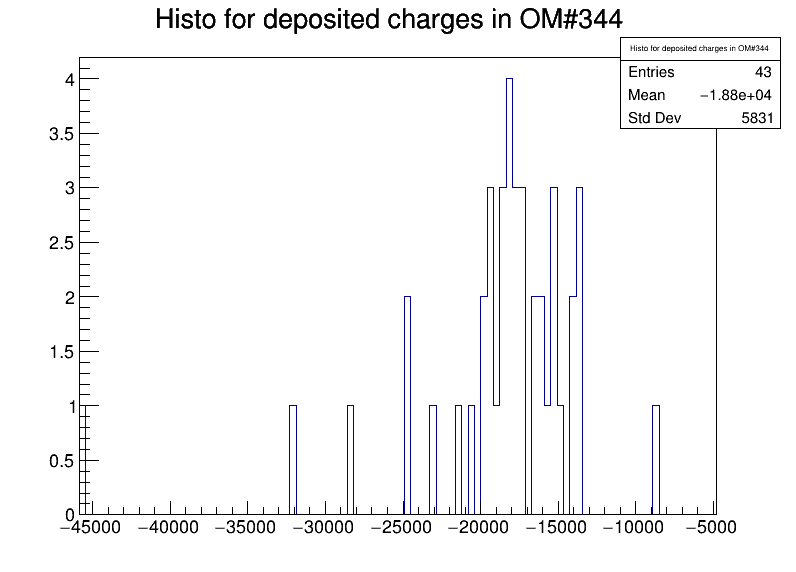 Histo for deposited charges in OM#344
Histo for deposited charges in OM#344
Entries 43
Mean −1.88e+04
Std Dev 5831
4
3.5
3
2.5
2
1.5
1
0.5
0
−45000 −40000 −35000 −30000 −25000 −20000 −15000 −10000 −5000